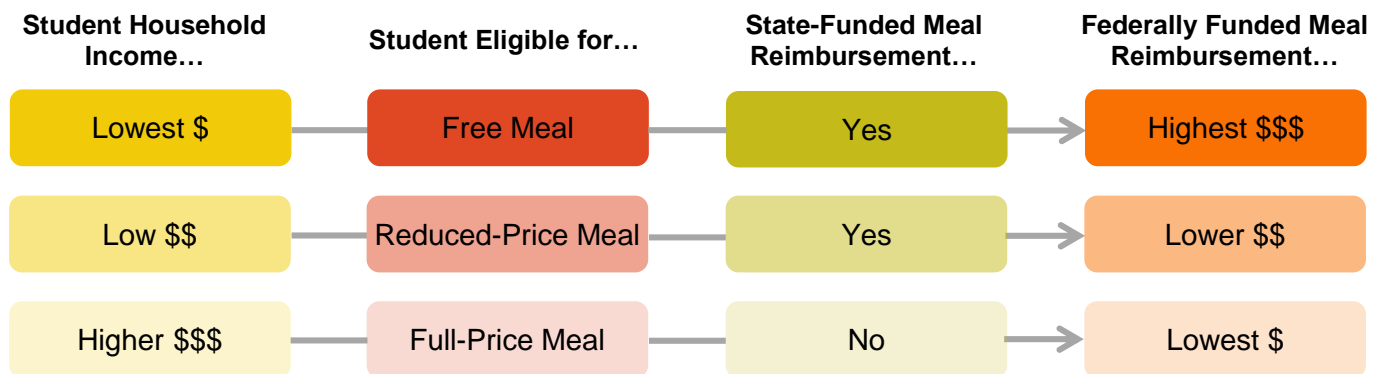 Student Household
Income…
Student Eligible for…
State-Funded Meal
Reimbursement…
Federally Funded Meal
Reimbursement…
Lowest $
Free Meal
Yes
Highest $$$
Low $$
Reduced-Price Meal
Yes
Lower $$
Higher $$$
Full-Price Meal
No
Lowest $